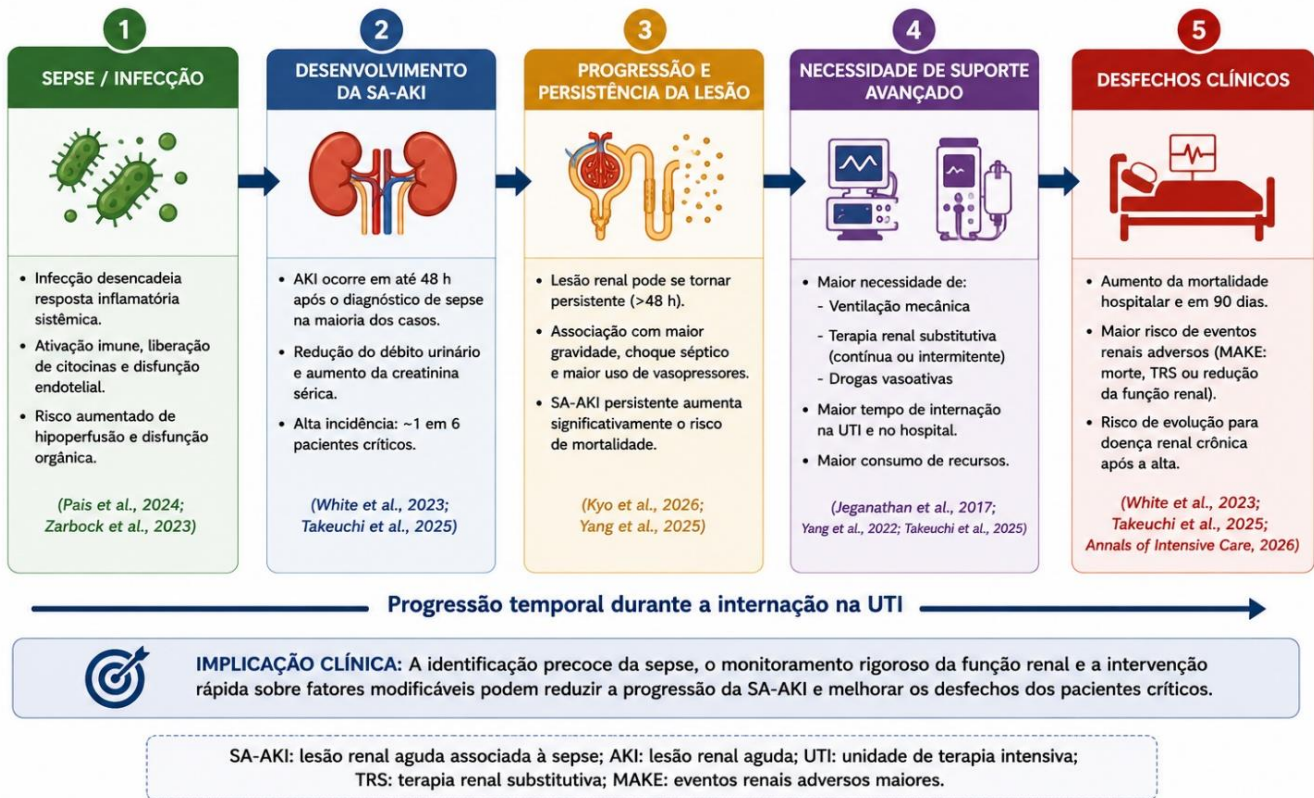 1
SEPSE / INFECÇÃO
• Infecção desencadeia
resposta inflamatória
sistêmica.
• Ativação imune, liberação
de citocinas e disfunção
endotelial.
• Risco aumentado de
hipoperfusão e disfunção
orgânica.
(Pais et al., 2024;
Zarbock et al., 2023)
2
DESENVOLVIMENTO
DA SA-AKI
• AKI ocorre em até 48 h
após o diagnóstico de sepse
na maioria dos casos.
• Redução do débito urinário
e aumento da creatinina
sérica.
• Alta incidência: ~1 em 6
pacientes críticos.
(White et al., 2023;
Takeuchi et al., 2025)
3
PROGRESSÃO E
PERSISTÊNCIA DA LESÃO
• Lesão renal pode se tornar
persistente (>48 h).
• Associação com maior
gravidade, choque séptico
e maior uso de vasopressores.
• SA-AKI persistente aumenta
significativamente o risco
de mortalidade.
(Kyo et al., 2026;
Yang et al., 2025)
4
NECESSIDADE DE SUPORTE
AVANÇADO
• Maior necessidade de:
- Ventilação mecânica
- Terapia renal substitutiva
(contínua ou intermitente)
- Drogas vasoativas
• Maior tempo de internação
na UTI e no hospital.
• Maior consumo de recursos.
(Jeganathan et al., 2017;
Yang et al., 2022; Takeuchi et al., 2025)
5
DESFECHOS CLÍNICOS
• Aumento da mortalidade
hospitalar e em 90 dias.
• Maior risco de eventos
renais adversos (MAKE:
morte, TRS ou redução
da função renal).
• Risco de evolução para
doença renal crônica
após a alta.
(White et al., 2023;
Takeuchi et al., 2025;
Annals of Intensive Care, 2026)
Progressão temporal durante a internação na UTI
IMPLICAÇÃO CLÍNICA: A identificação precoce da sepse, o monitoramento rigoroso da função renal e a intervenção
rápida sobre fatores modificáveis podem reduzir a progressão da SA-AKI e melhorar os desfechos dos pacientes críticos.
SA-AKI: lesão renal aguda associada à sepse; AKI: lesão renal aguda; UTI: unidade de terapia intensiva;
TRS: terapia renal substitutiva; MAKE: eventos renais adversos maiores.